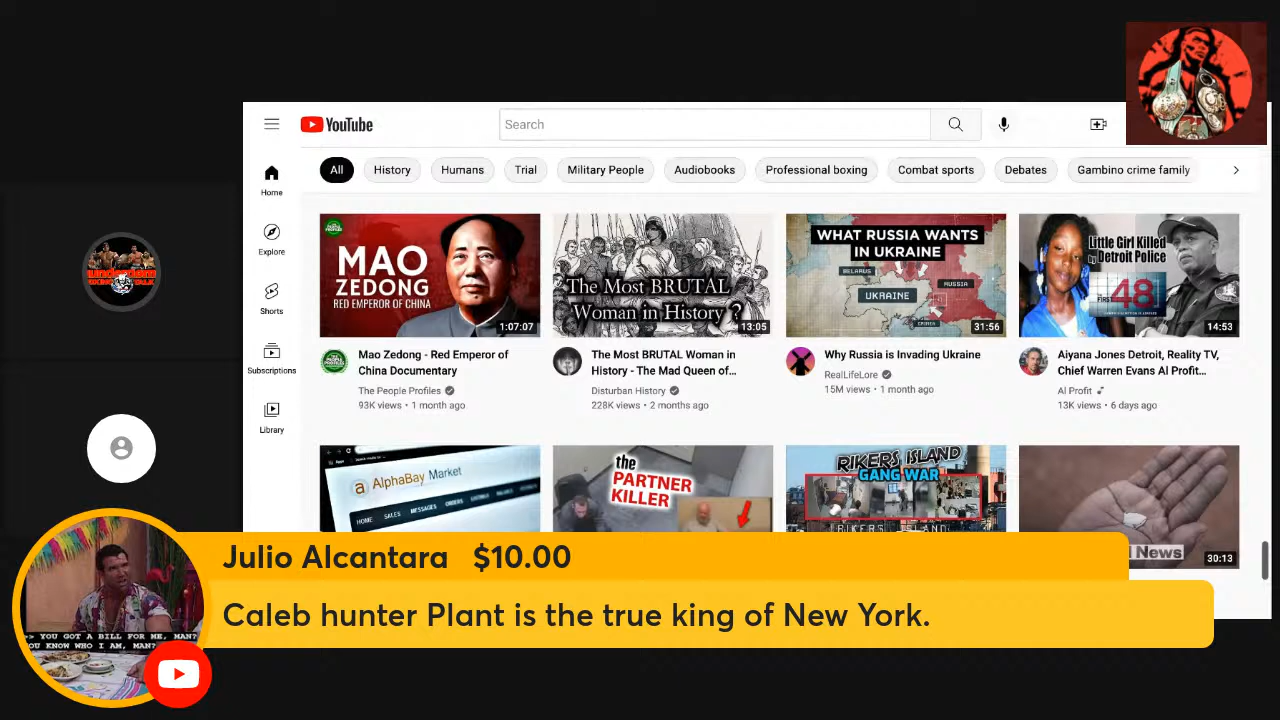 YouTube
Search
All
History
Humans
Trial
Military People
Audiobooks
Professional boxing
Combat sports
Debates
Gambino crime family
Home
Explore
Shorts
Subscriptions
Library
MAO
ZEDONG
RED EMPEROR OF CHINA
1:07:07
Mao Zedong - Red Emperor of
China Documentary
The People Profiles
93K views • 1 month ago
The Most BRUTAL
Woman in History ?
13:05
The Most BRUTAL Woman in
History - The Mad Queen of...
Disturban History
228K views • 2 months ago
WHAT RUSSIA WANTS
IN UKRAINE
BELARUS
RUSSIA
UKRAINE
CRIMEA
31:56
Why Russia is Invading Ukraine
RealLifeLore
15M views • 1 month ago
Little Girl Killed
by Detroit Police
FIRST 48
14:53
Aiyana Jones Detroit, Reality TV,
Chief Warren Evans Al Profit...
Al Profit
13K views • 6 days ago
a AlphaBay Market
HOME SALES MESSAGES ORDERS
the
PARTNER
KILLER
RIKERS ISLAND
GANG WAR
RIKERS ISLAND
News
30:13
Julio Alcantara $10.00
Caleb hunter Plant is the true king of New York.
>> YOU GOT A BILL FOR ME, MAN?
YOU KNOW WHO I AM, MAN?